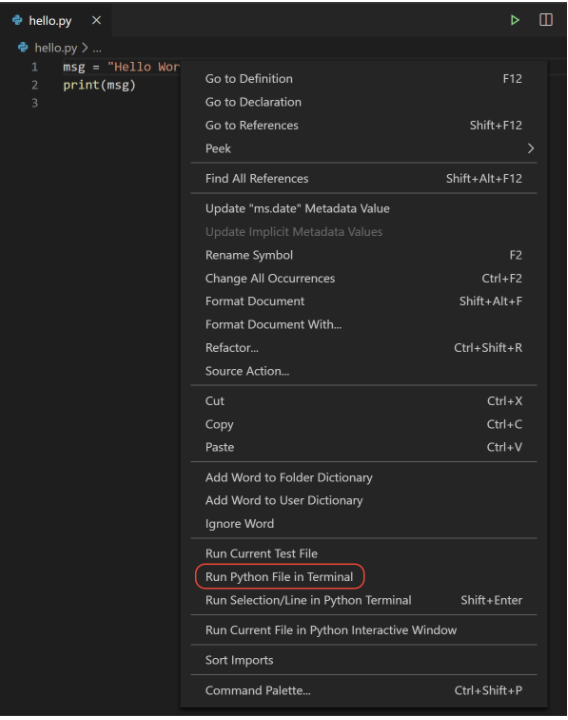 hello.py
hello.py > ...
1 msg = "Hello Wor
2 print(msg)
3
Go to Definition F12
Go to Declaration
Go to References Shift+F12
Peek >
Find All References Shift+Alt+F12
Update "ms.date" Metadata Value
Update Implicit Metadata Values
Rename Symbol F2
Change All Occurrences Ctrl+F2
Format Document Shift+Alt+F
Format Document With...
Refactor... Ctrl+Shift+R
Source Action...
Cut Ctrl+X
Copy Ctrl+C
Paste Ctrl+V
Add Word to Folder Dictionary
Add Word to User Dictionary
Ignore Word
Run Current Test File
Run Python File in Terminal
Run Selection/Line in Python Terminal Shift+Enter
Run Current File in Python Interactive Window
Sort Imports
Command Palette... Ctrl+Shift+P